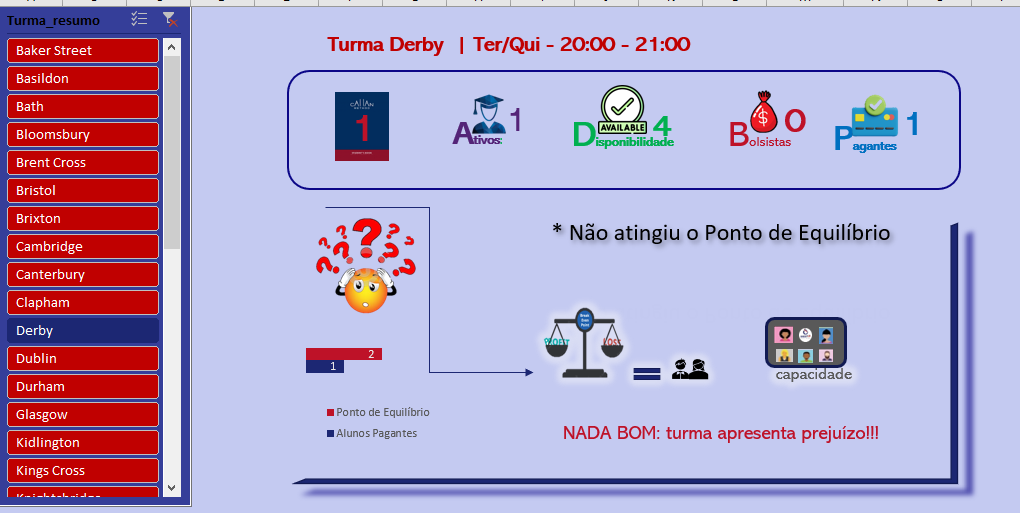 Turma_resumo
Baker Street
Basildon
Bath
Bloomsbury
Brent Cross
Bristol
Brixton
Cambridge
Canterbury
Clapham
Derby
Dublin
Durham
Glasgow
Kidlington
Kings Cross
Turma Derby | Ter/Qui - 20:00 - 21:00
CALLAN
1
Ativos:
1
AVAILABLE
Disponibilidade
4
$
Bolsistas
0
Pagantes
1
* Não atingiu o Ponto de Equilíbrio
2
1
Ponto de Equilíbrio
Alunos Pagantes
Break
Even
Point
LOSS
capacidade
NADA BOM: turma apresenta prejuízo!!!